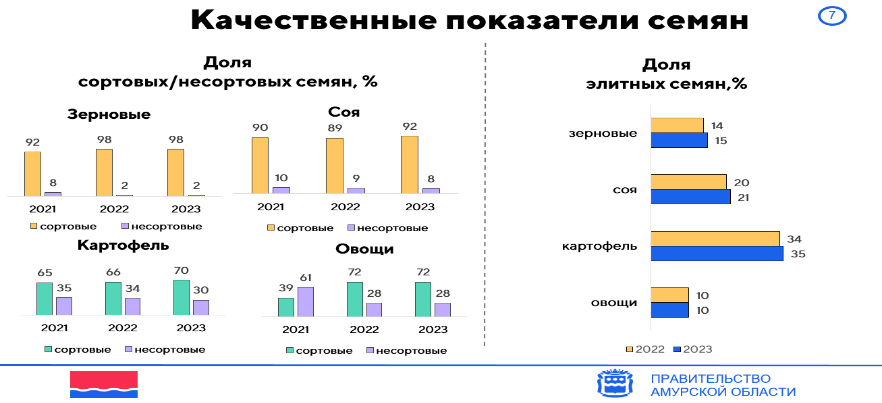 Качественные показатели семян
7
Доля
сортовых/несортовых семян, %
Зерновые
92 8 98 2 98 2
2021 2022 2023
сортовые несортовые
Соя
90 10 89 9 92 8
2021 2022 2023
сортовые несортовые
Картофель
65 35 66 34 70 30
2021 2022 2023
сортовые несортовые
Овощи
39 61 72 28 72 28
2021 2022 2023
сортовые несортовые
Доля
элитных семян,%
зерновые 14
15
соя 20
21
картофель 34
35
овощи 10
10
2022 2023
ПРАВИТЕЛЬСТВО
АМУРСКОЙ ОБЛАСТИ